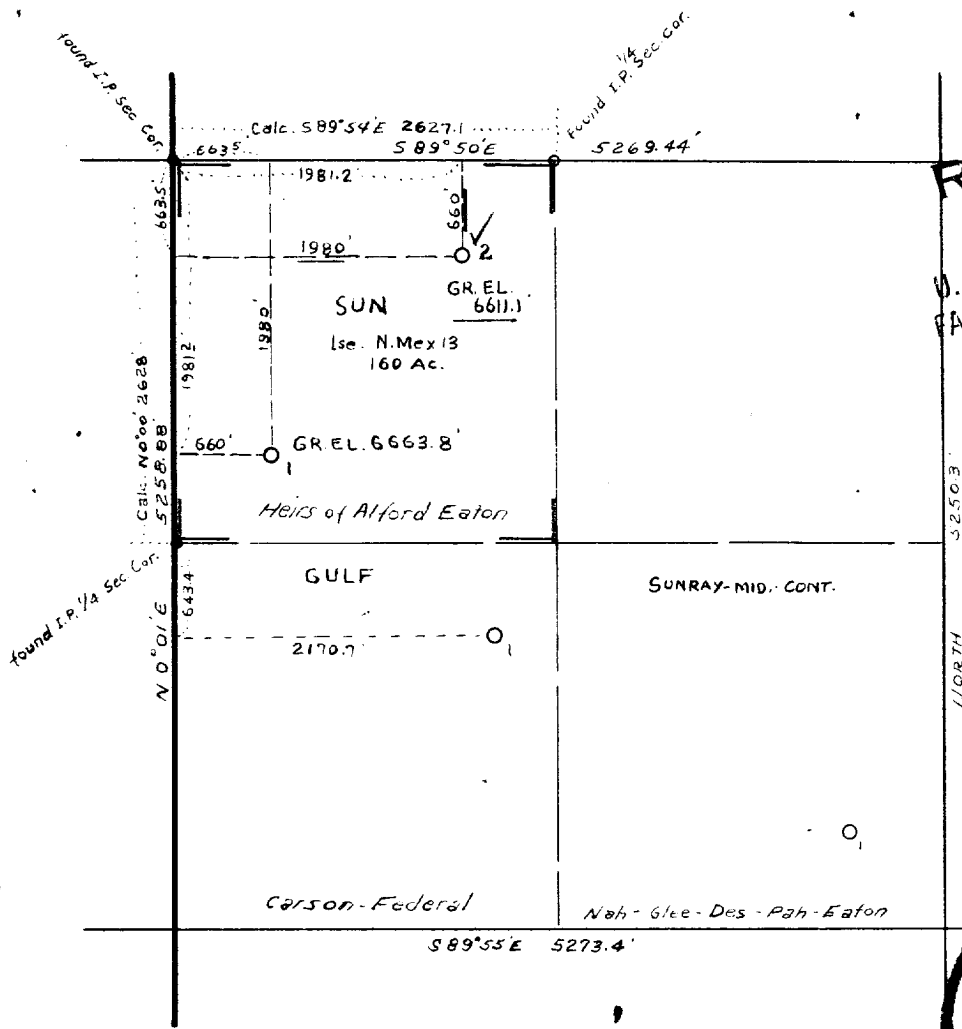 found I.P. Sec. Cor.
Found I.P. 1/4 Sec. Cor.
Calc. S 89°54'E 2627.1
663.5
S 89°50'E 5269.44'
1981.2'
663.5'
660'
1980'
2
GR. EL.
6611.1'
SUN
Lse. N.Mex 13
160 Ac.
1980'
1981.2
Calc. N0°00' 2628'
5258.88'
660'
GR. EL. 6663.8'
1
Heirs of Alford Eaton
5250.3'
GULF
SUNRAY-MID. CONT.
found I.P. 1/4 Sec. Cor.
643.4'
N 0°01'E
2170.7'
1
NORTH
1
Carson-Federal
Nah-Glee-Des-Pah-Eaton
S 89°55'E 5273.4'